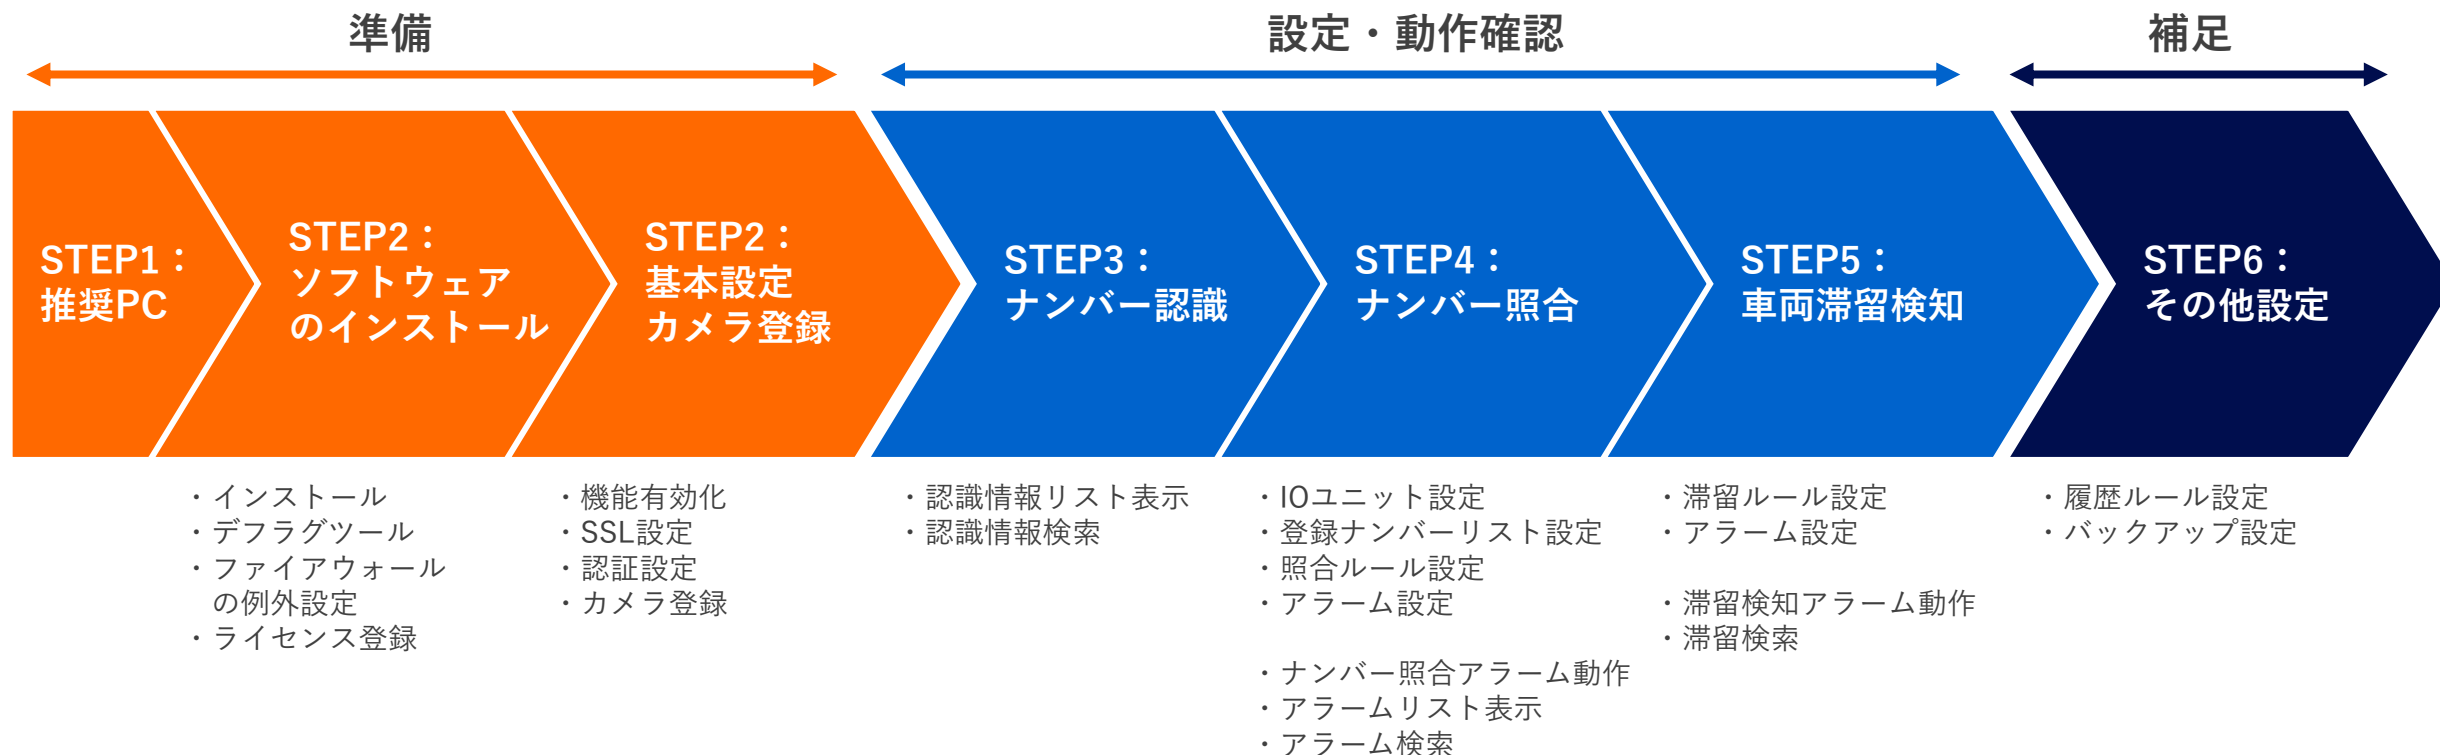 準備
設定・動作確認
補足
STEP1：
推奨PC
STEP2：
ソフトウェア
のインストール
STEP2：
基本設定
カメラ登録
STEP3：
ナンバー認識
STEP4：
ナンバー照合
STEP5：
車両滞留検知
STEP6：
その他設定
・インストール
・デフラグツール
・ファイアウォール
の例外設定
・ライセンス登録
・機能有効化
・SSL設定
・認証設定
・カメラ登録
・認識情報リスト表示
・認識情報検索
・IOユニット設定
・登録ナンバーリスト設定
・照合ルール設定
・アラーム設定
・ナンバー照合アラーム動作
・アラームリスト表示
・アラーム検索
・滞留ルール設定
・アラーム設定
・滞留検知アラーム動作
・滞留検索
・履歴ルール設定
・バックアップ設定